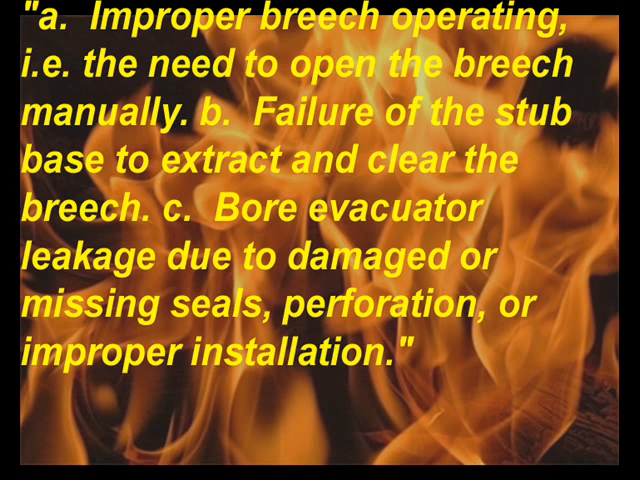 "a.  Improper breech operating,
i.e. the need to open the breech
manually. b.  Failure of the stub
base to extract and clear the
breech. c.  Bore evacuator
leakage due to damaged or
missing seals, perforation, or
improper installation."